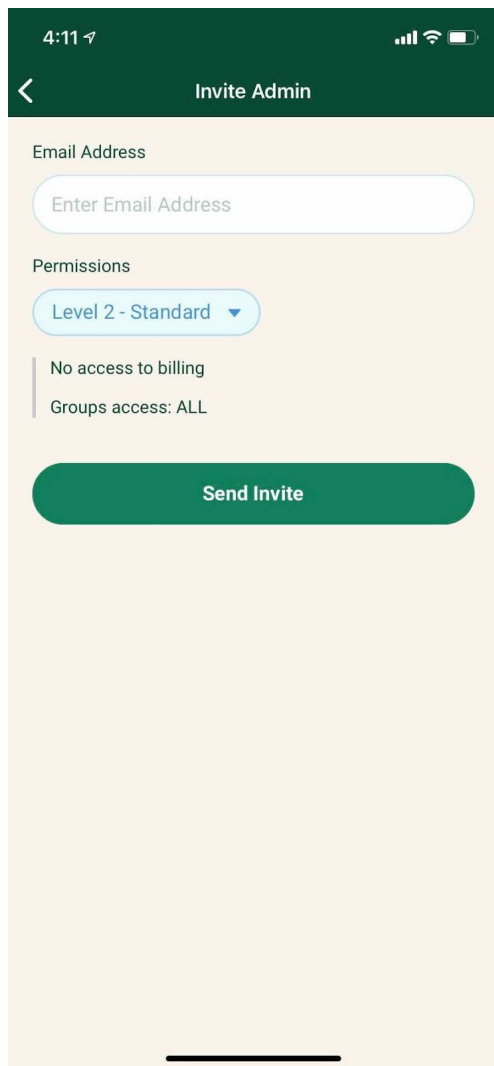 4:11
Invite Admin
Email Address
Enter Email Address
Permissions
Level 2 - Standard
No access to billing
Groups access: ALL
Send Invite